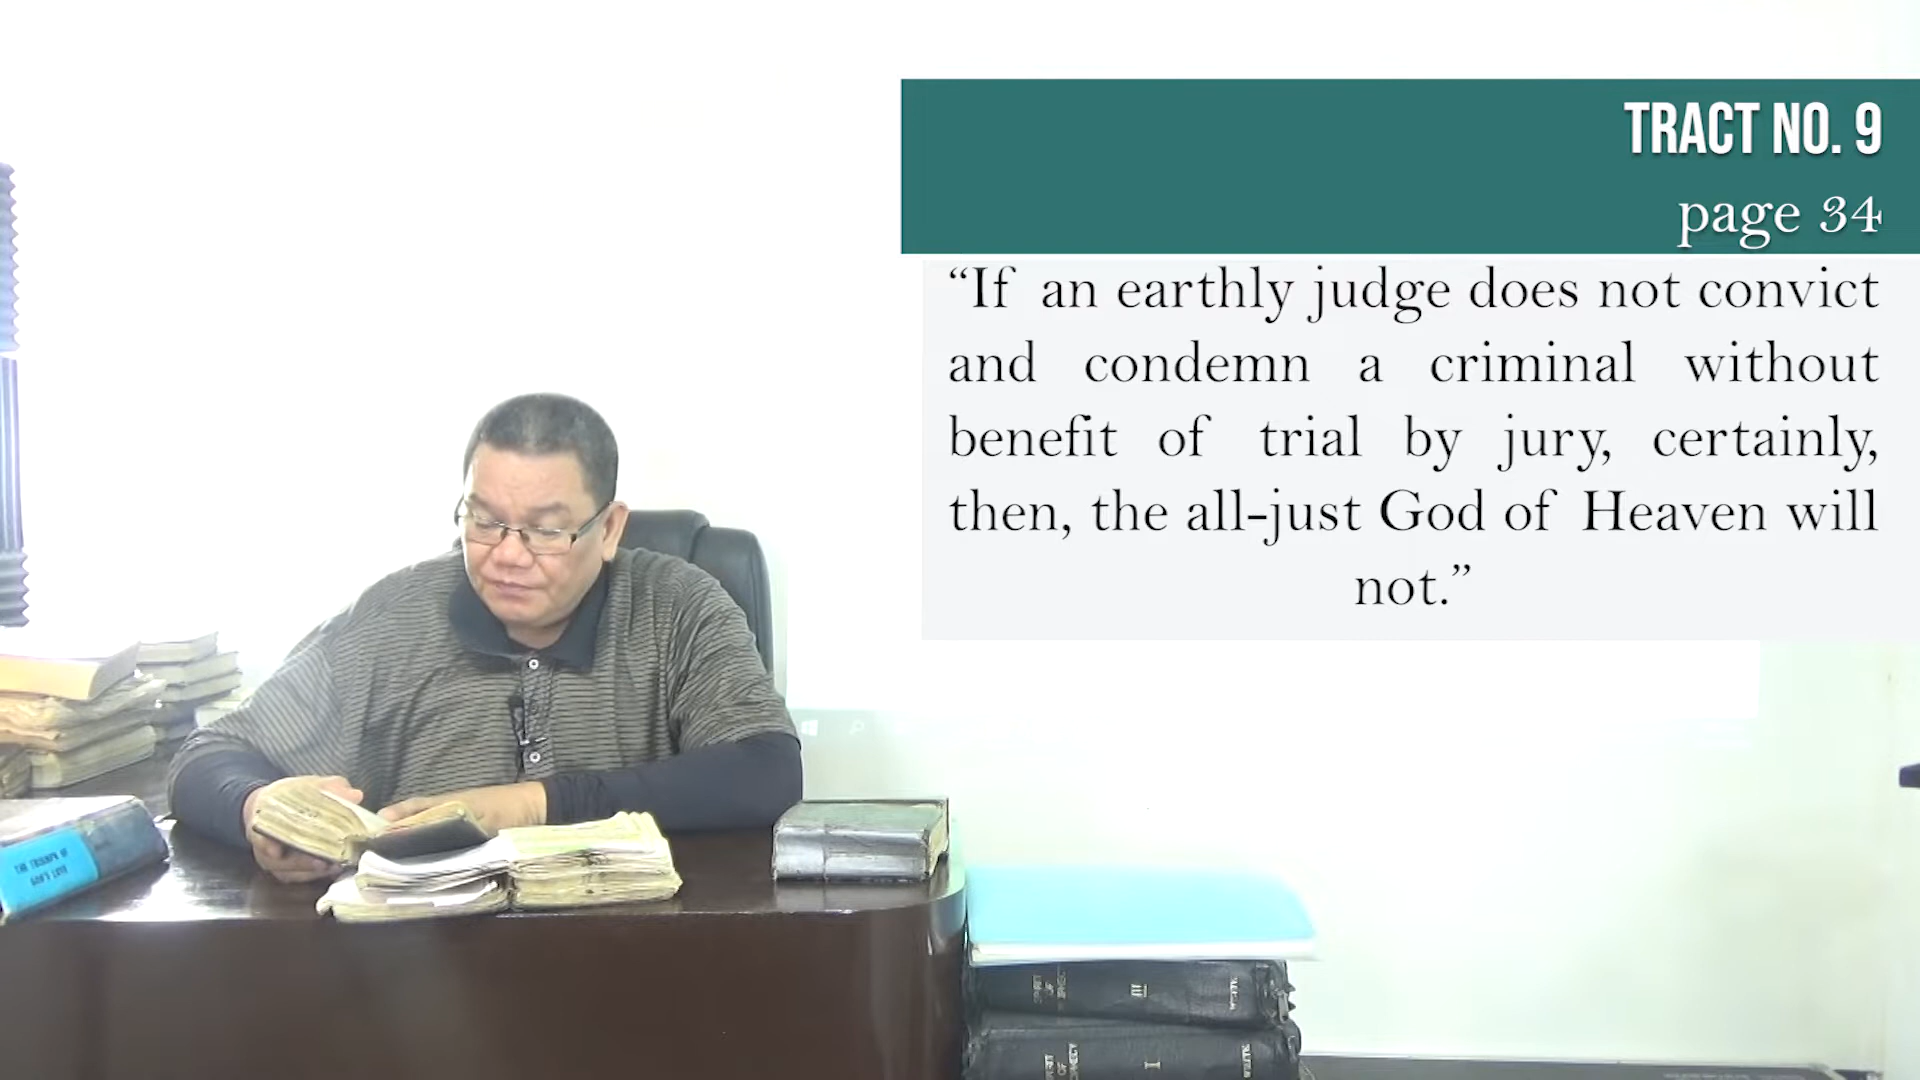 TRACT NO. 9
page 34
“If an earthly judge does not convict
and condemn a criminal without
benefit of trial by jury, certainly,
then, the all-just God of Heaven will
not.”
III
I